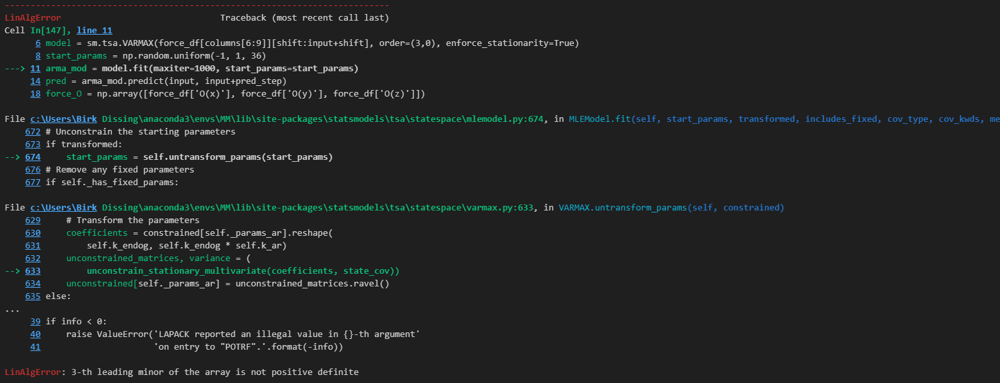 ---------------------------------------------------------------------------
LinAlgError                               Traceback (most recent call last)
Cell In[147], line 11
      6 model = sm.tsa.VARMAX(force_df[columns[6:9]][shift:input+shift], order=(3,0), enforce_stationarity=True)
      8 start_params = np.random.uniform(-1, 1, 36)
---> 11 arma_mod = model.fit(maxiter=1000, start_params=start_params)
     14 pred = arma_mod.predict(input, input+pred_step)
     18 force_O = np.array([force_df['O(x)'], force_df['O(y)'], force_df['O(z)']])
File c:\Users\Birk Dissing\anaconda3\envs\MM\lib\site-packages\statsmodels\tsa\statespace\mlemodel.py:674, in MLEModel.fit(self, start_params, transformed, includes_fixed, cov_type, cov_kwds, me
    672 # Unconstrain the starting parameters
    673 if transformed:
--> 674     start_params = self.untransform_params(start_params)
    676 # Remove any fixed parameters
    677 if self._has_fixed_params:
File c:\Users\Birk Dissing\anaconda3\envs\MM\lib\site-packages\statsmodels\tsa\statespace\varmax.py:633, in VARMAX.untransform_params(self, constrained)
    629     # Transform the parameters
    630     coefficients = constrained[self._params_ar].reshape(
    631         self.k_endog, self.k_endog * self.k_ar)
    632     unconstrained_matrices, variance = (
--> 633         unconstrain_stationary_multivariate(coefficients, state_cov))
    634     unconstrained[self._params_ar] = unconstrained_matrices.ravel()
    635 else:
...
     39 if info < 0:
     40     raise ValueError('LAPACK reported an illegal value in {}-th argument'
     41                      'on entry to "POTRF".'.format(-info))
LinAlgError: 3-th leading minor of the array is not positive definite